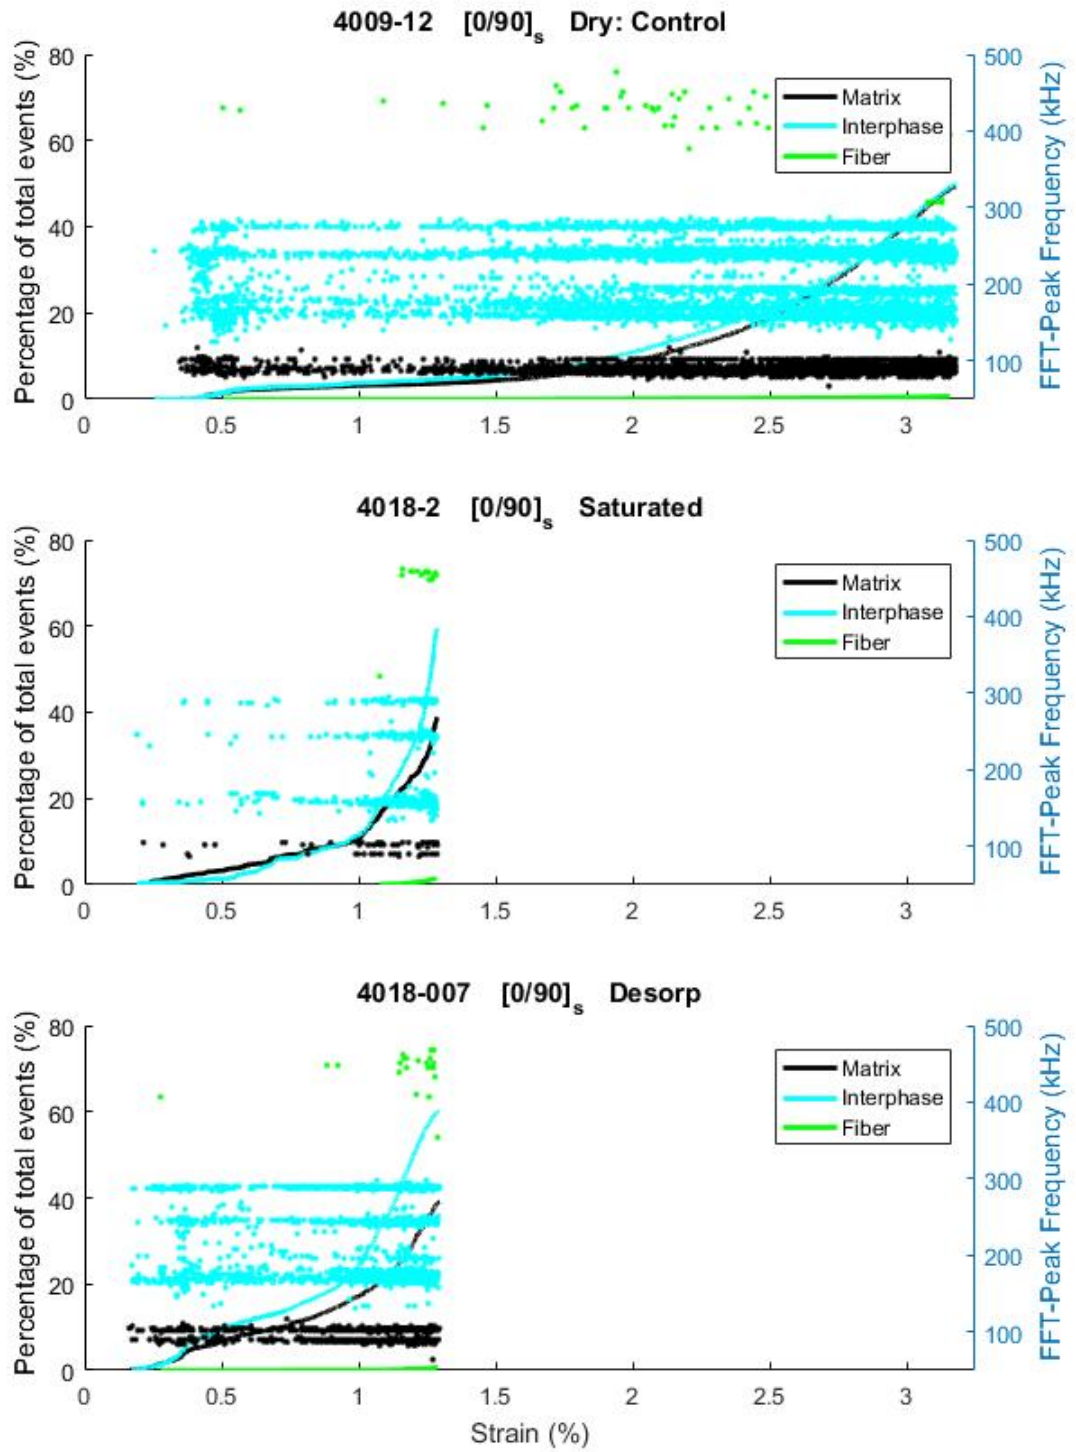 4009-12 [0/90]s Dry: Control
Percentage of total events (%)
80
60
40
20
0
500
400
300
200
100
FFT-Peak Frequency (kHz)
Matrix
Interphase
Fiber
0 0.5 1 1.5 2 2.5 3
4018-2 [0/90]s Saturated
Percentage of total events (%)
80
60
40
20
0
500
400
300
200
100
FFT-Peak Frequency (kHz)
Matrix
Interphase
Fiber
0 0.5 1 1.5 2 2.5 3
4018-007 [0/90]s Desorp
Percentage of total events (%)
80
60
40
20
0
500
400
300
200
100
FFT-Peak Frequency (kHz)
Matrix
Interphase
Fiber
0 0.5 1 1.5 2 2.5 3
Strain (%)